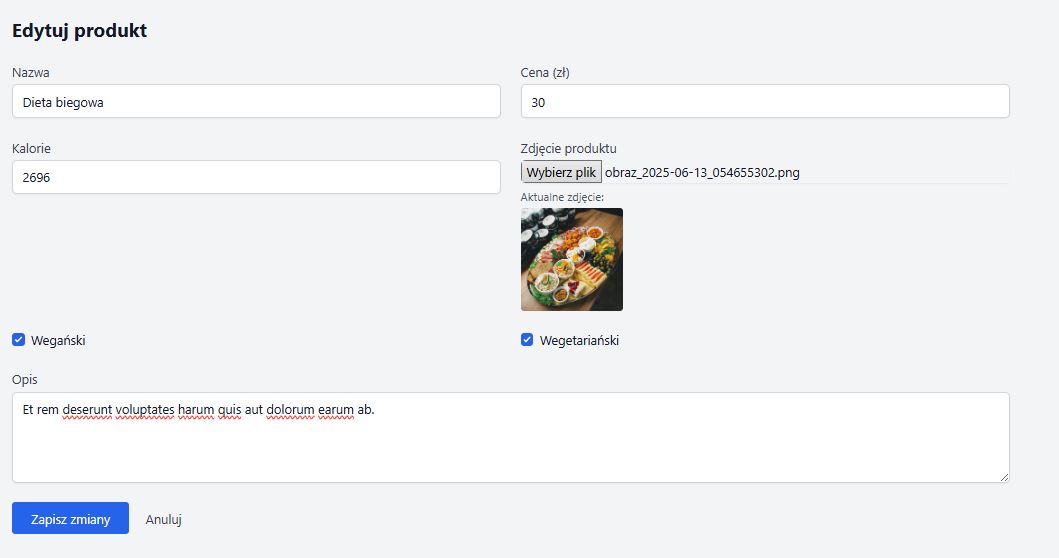 Edytuj produkt
Nazwa
Cena (zł)
Dieta biegowa
30
Kalorie
Zdjęcie produktu
2696
Wybierz plik obraz_2025-06-13_054655302.png
Aktualne zdjęcie:
Wegański
Wegetariański
Opis
Et rem deserunt voluptates harum quis aut dolorum earum ab.
Zapisz zmiany
Anuluj